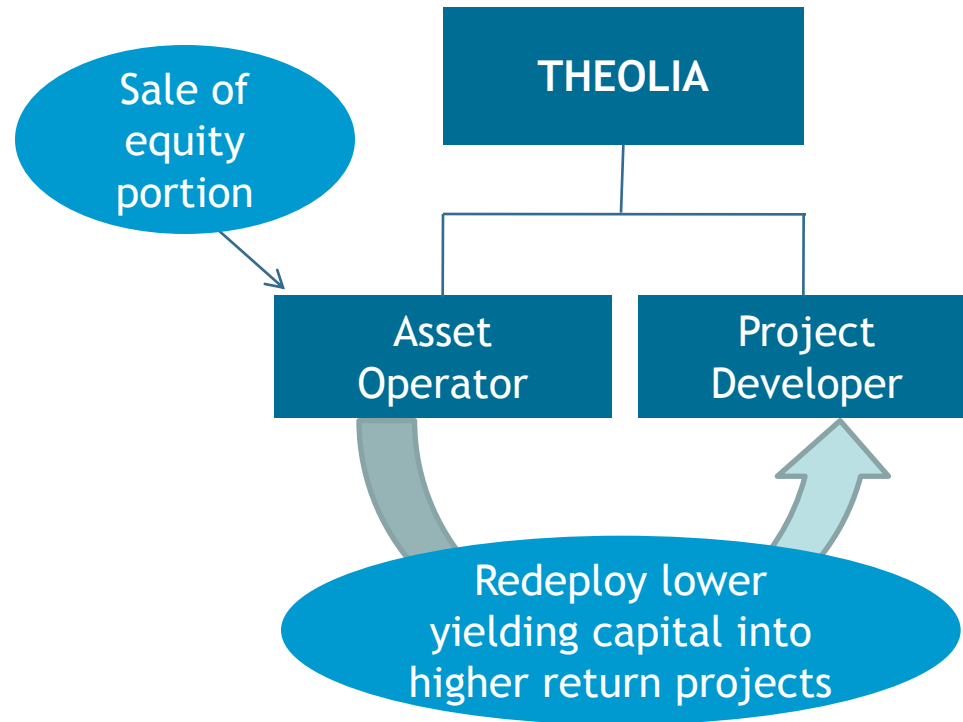 THEOLIA
Sale of
equity
portion
Asset
Operator
Project
Developer
Redeploy lower
yielding capital into
higher return projects